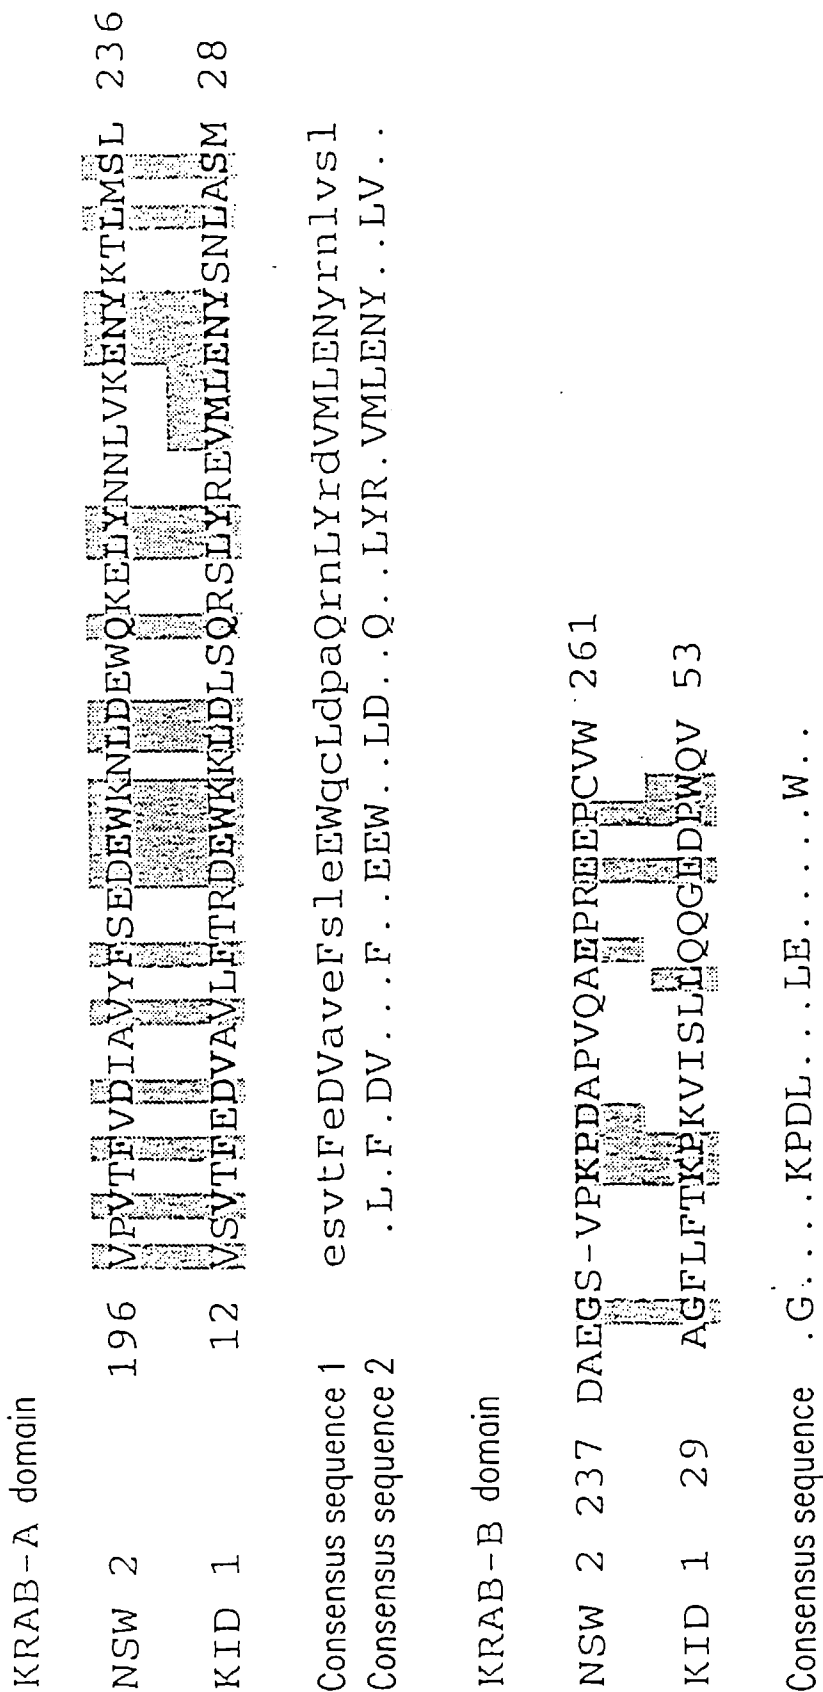 KRAB-A domain
NSW 2 196 VPVTFVDIAVYFSEDEWKNLDEWQKELYNNLVKENYKTLMSL 236
KID 1 12 VSVTFEDVAVLFTRDEWKKLDLSQRSLYREVMLENYSNLASM 28
Consensus sequence 1 esvtFeDVaveFsleEWqcLdpaQrnLYrdVMLENyrnlvsl
Consensus sequence 2 .L.F.DV...F..EEW..LD..Q..LYR.VMLENY..LV..
KRAB-B domain
NSW 2 237 DAEGS-VPKPDAPVQAEPREEPCVW 261
KID 1 29 AGFLFTKPKVISLLQQGEDPWQV 53
Consensus sequence .G.....KPDL....LE......W..